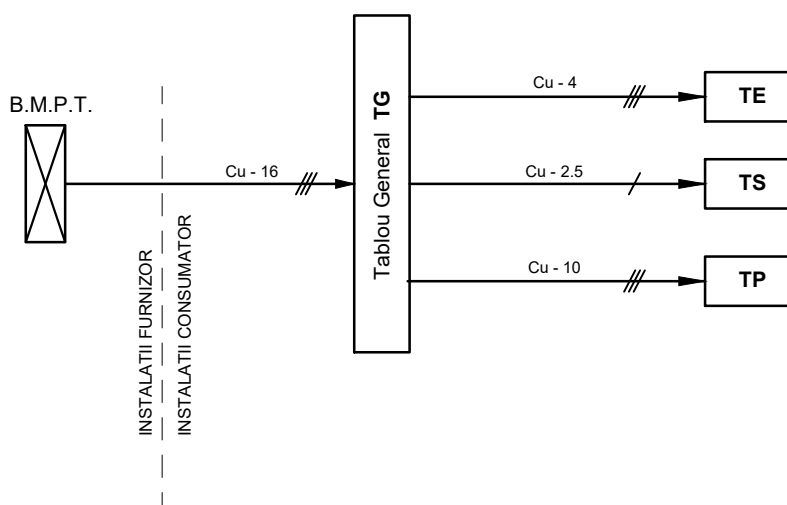 B.M.P.T.
Cu - 16
INSTALATII FURNIZOR
INSTALATII CONSUMATOR
Tablou General TG
Cu - 4
TE
Cu - 2.5
TS
Cu - 10
TP